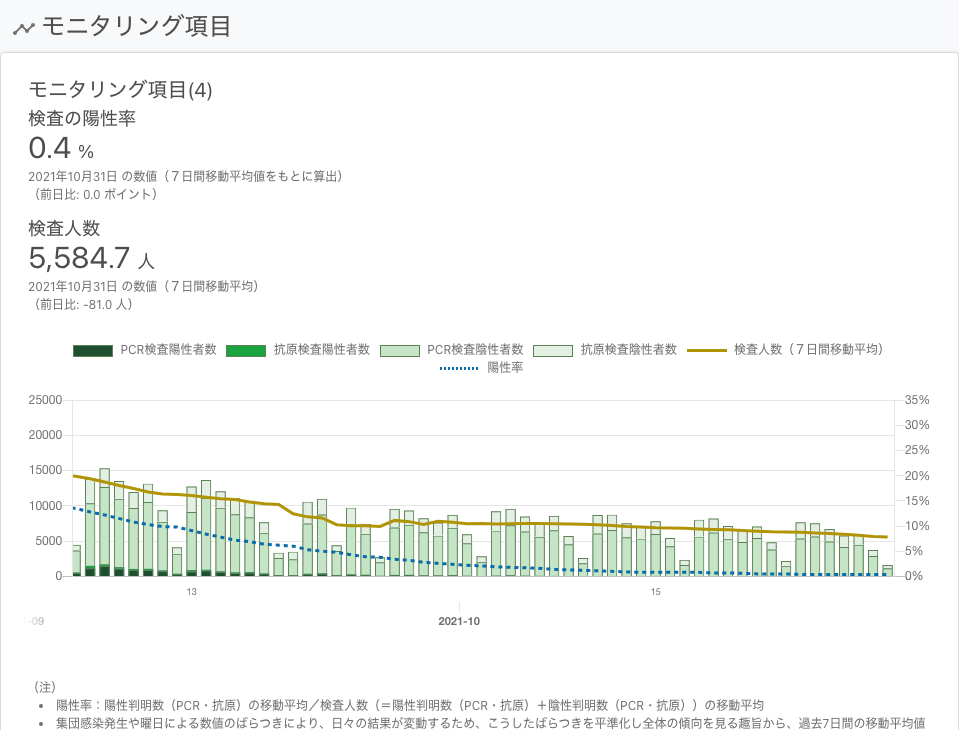 モニタリング項目
モニタリング項目(4)
検査の陽性率
0.4 %
2021年10月31日 の数値（７日間移動平均値をもとに算出）
（前日比: 0.0 ポイント）
検査人数
5,584.7 人
2021年10月31日 の数値（７日間移動平均）
（前日比: -81.0 人）
PCR検査陽性者数 抗原検査陽性者数 PCR検査陰性者数 抗原検査陰性者数 検査人数（７日間移動平均）
陽性率
25000 35%
30%
20000
25%
15000 20%
15%
10000
10%
5000
5%
0 0%
13 15
-09 2021-10
（注）
• 陽性率：陽性判明数（PCR・抗原）の移動平均／検査人数（＝陽性判明数（PCR・抗原）＋陰性判明数（PCR・抗原））の移動平均
• 集団感染発生や曜日による数値のばらつきにより、日々の結果が変動するため、こうしたばらつきを平準化し全体の傾向を見る趣旨から、過去7日間の移動平均値